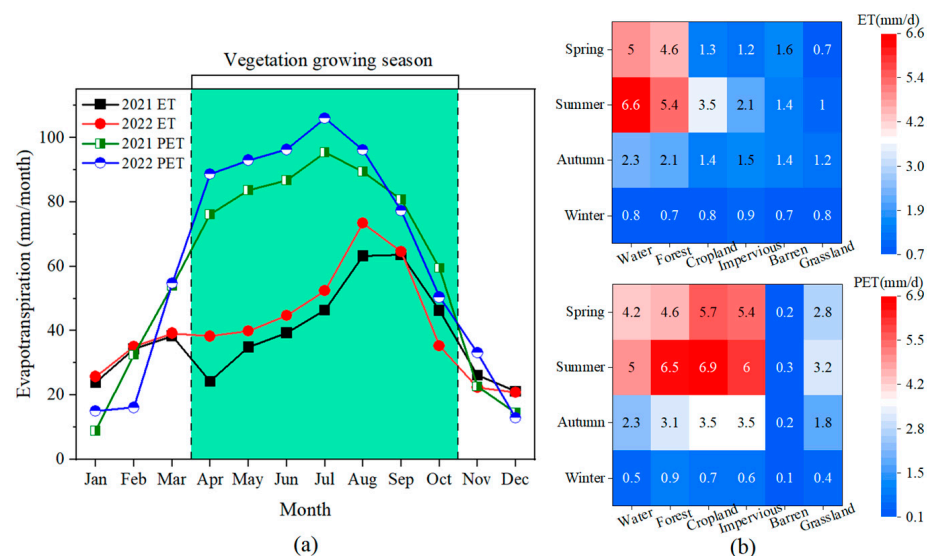 Vegetation growing season
2021 ET
2022 ET
2021 PET
2022 PET
Evapotranspiration (mm/month)
100
80
60
40
20
0
Jan Feb Mar Apr May Jun Jul Aug Sep Oct Nov Dec
Month
(a)
(b)
ET(mm/d)
Spring 5 4.6 1.3 1.2 1.6 0.7
Summer 6.6 5.4 3.5 2.1 1.4 1
Autumn 2.3 2.1 1.4 1.5 1.4 1.2
Winter 0.8 0.7 0.8 0.9 0.7 0.8
Water Forest Cropland Impervious Barren Grassland
6.6
5.4
4.2
3.0
1.9
0.7
PET(mm/d)
Spring 4.2 4.6 5.7 5.4 0.2 2.8
Summer 5 6.5 6.9 6 0.3 3.2
Autumn 2.3 3.1 3.5 3.5 0.2 1.8
Winter 0.5 0.9 0.7 0.6 0.1 0.4
Water Forest Cropland Impervious Barren Grassland
6.9
5.5
4.2
2.8
1.5
0.1
(b)